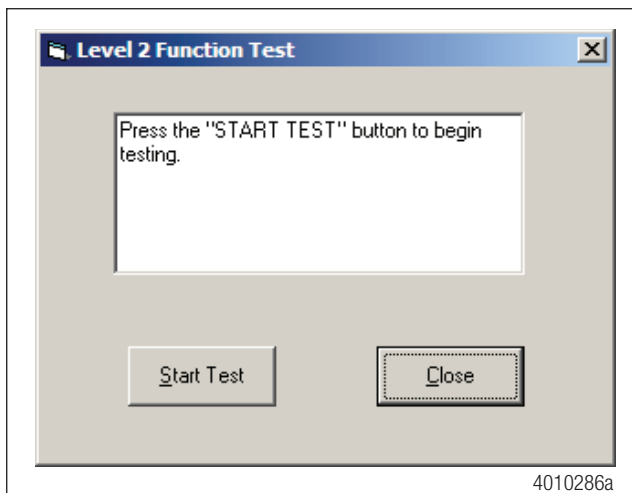 Level 2 Function Test
Press the "START TEST" button to begin
testing.
Start Test
Close
4010286a